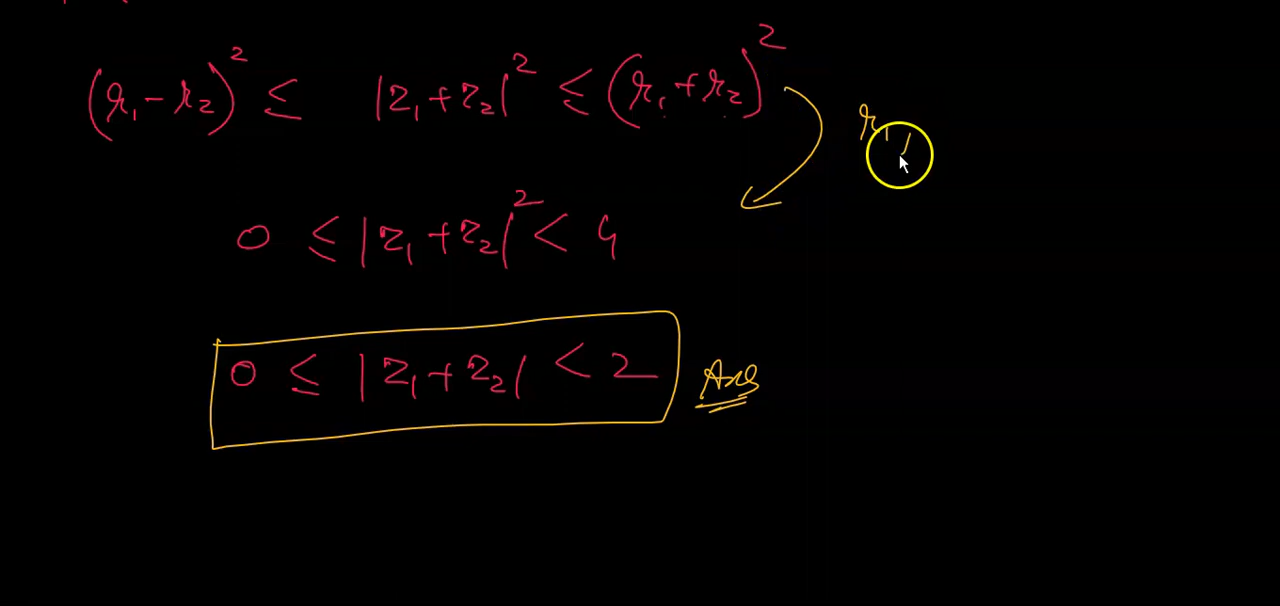 (r₁ - r₂)² ≤ |z₁ + z₂|² ≤ (r₁ + r₂)²
r₁,
0 ≤ |z₁ + z₂|² < 4
0 ≤ |z₁ + z₂| < 2 Ans